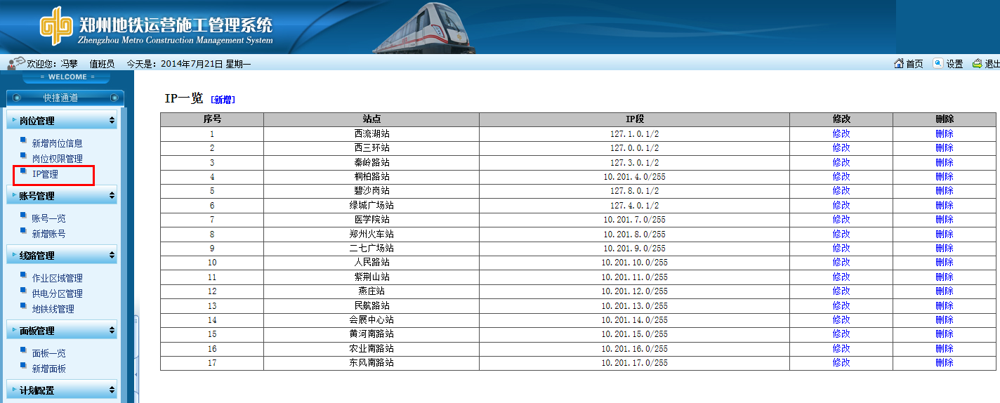 郑州地铁运营施工管理系统
Zhengzhou Metro Construction Management System
欢迎您：冯攀 值班员 今天是：2014年7月21日 星期一 首页 设置 退出
= WELCOME =
快捷通道
岗位管理
新增岗位信息
岗位权限管理
IP管理
账号管理
账号一览
新增账号
线路管理
作业区域管理
供电分区管理
地铁线管理
面板管理
面板一览
新增面板
计划配置
IP一览 [新增]
序号 站点 IP段 修改 删除
1 西流湖站 127.1.0.1/2 修改 删除
2 西三环站 127.0.0.1/2 修改 删除
3 秦岭路站 127.3.0.1/2 修改 删除
4 桐柏路站 10.201.4.0/255 修改 删除
5 碧沙岗站 127.8.0.1/2 修改 删除
6 绿城广场站 127.4.0.1/2 修改 删除
7 医学院站 10.201.7.0/255 修改 删除
8 郑州火车站 10.201.8.0/255 修改 删除
9 二七广场站 10.201.9.0/255 修改 删除
10 人民路站 10.201.10.0/255 修改 删除
11 紫荆山站 10.201.11.0/255 修改 删除
12 燕庄站 10.201.12.0/255 修改 删除
13 民航路站 10.201.13.0/255 修改 删除
14 会展中心站 10.201.14.0/255 修改 删除
15 黄河南路站 10.201.15.0/255 修改 删除
16 农业南路站 10.201.16.0/255 修改 删除
17 东风南路站 10.201.17.0/255 修改 删除